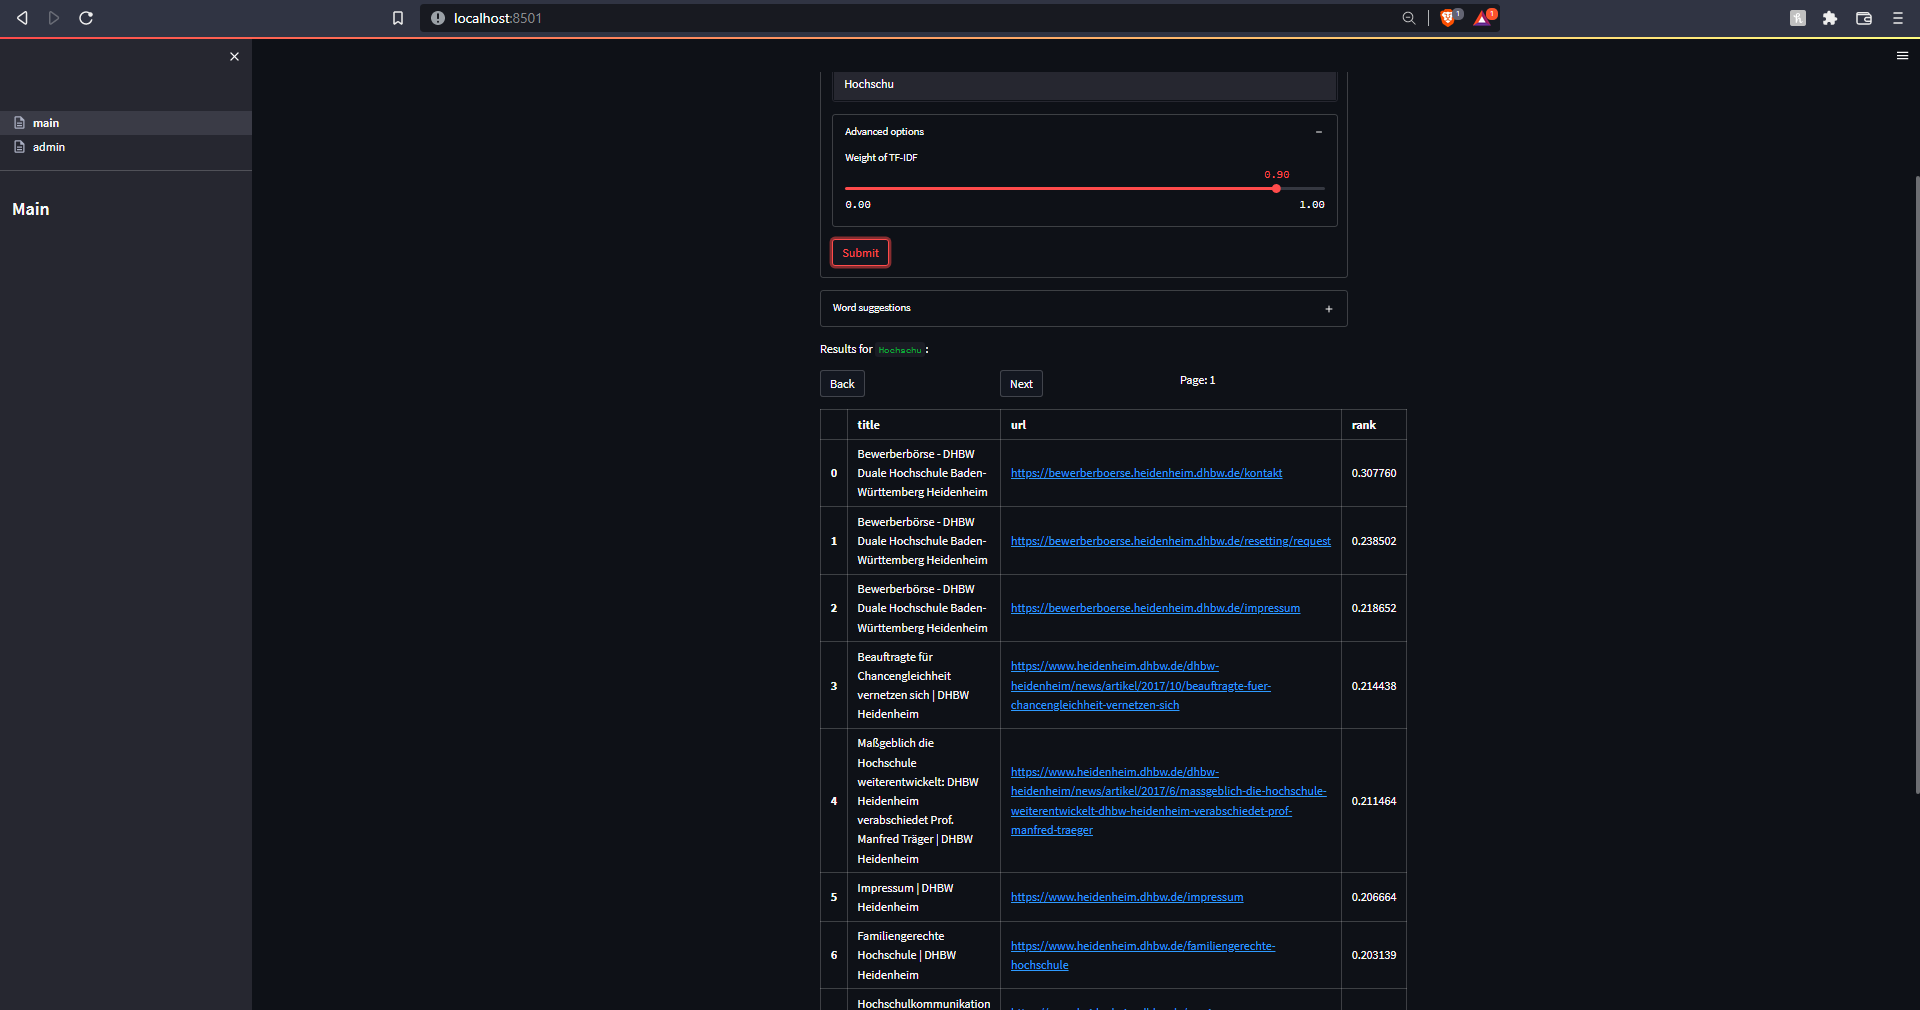 localhost:8501
1
1
main
admin
Main
Hochschu
Advanced options
Weight of TF-IDF
0.90
0.00
1.00
Submit
Word suggestions
Results for Hochschu :
Back
Next
Page: 1
title
url
rank
0
Bewerberbörse - DHBW
Duale Hochschule Baden-
Württemberg Heidenheim
https://bewerberboerse.heidenheim.dhbw.de/kontakt
0.307760
1
Bewerberbörse - DHBW
Duale Hochschule Baden-
Württemberg Heidenheim
https://bewerberboerse.heidenheim.dhbw.de/resetting/request
0.238502
2
Bewerberbörse - DHBW
Duale Hochschule Baden-
Württemberg Heidenheim
https://bewerberboerse.heidenheim.dhbw.de/impressum
0.218652
3
Beauftragte für
Chancengleichheit
vernetzen sich | DHBW
Heidenheim
https://www.heidenheim.dhbw.de/dhbw-
heidenheim/news/artikel/2017/10/beauftragte-fuer-
chancengleichheit-vernetzen-sich
0.214438
4
Maßgeblich die
Hochschule
weiterentwickelt: DHBW
Heidenheim
verabschiedet Prof.
Manfred Träger | DHBW
Heidenheim
https://www.heidenheim.dhbw.de/dhbw-
heidenheim/news/artikel/2017/6/massgeblich-die-hochschule-
weiterentwickelt-dhbw-heidenheim-verabschiedet-prof-
manfred-traeger
0.211464
5
Impressum | DHBW
Heidenheim
https://www.heidenheim.dhbw.de/impressum
0.206664
6
Familiengerechte
Hochschule | DHBW
Heidenheim
https://www.heidenheim.dhbw.de/familiengerechte-
hochschule
0.203139
Hochschulkommunikation